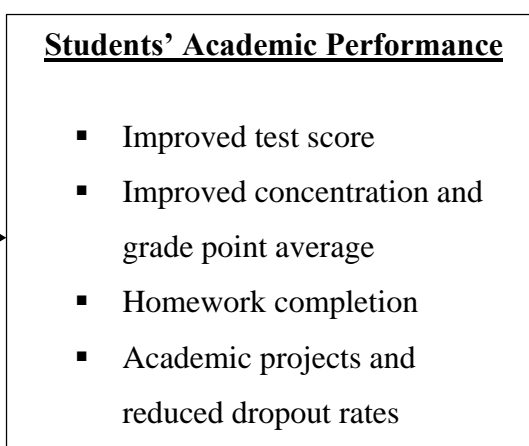 Students’ Academic Performance
▪ Improved test score
▪ Improved concentration and
grade point average
▪ Homework completion
▪ Academic projects and
reduced dropout rates